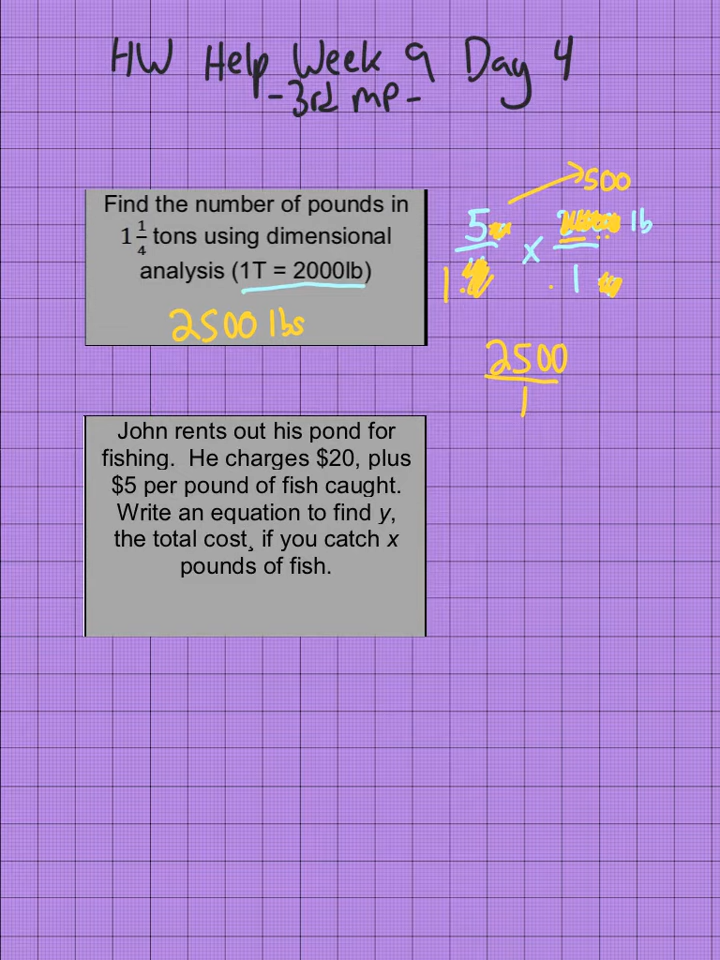 HW Help Week 9 Day 4
-3rd MP-
Find the number of pounds in
1 1/4 tons using dimensional
analysis (1T = 2000lb)
2500 lbs
500
5 x lb
1 1
2500
1
John rents out his pond for
fishing. He charges $20, plus
$5 per pound of fish caught.
Write an equation to find y,
the total cost, if you catch x
pounds of fish.